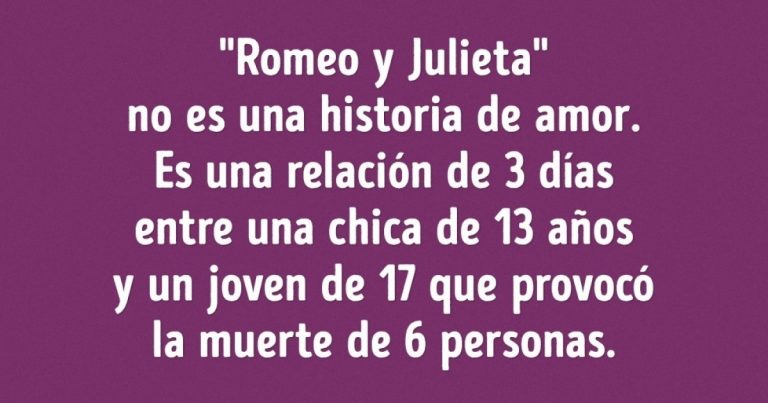 "Romeo y Julieta"
no es una historia de amor.
Es una relación de 3 días
entre una chica de 13 años
y un joven de 17 que provocó
la muerte de 6 personas.